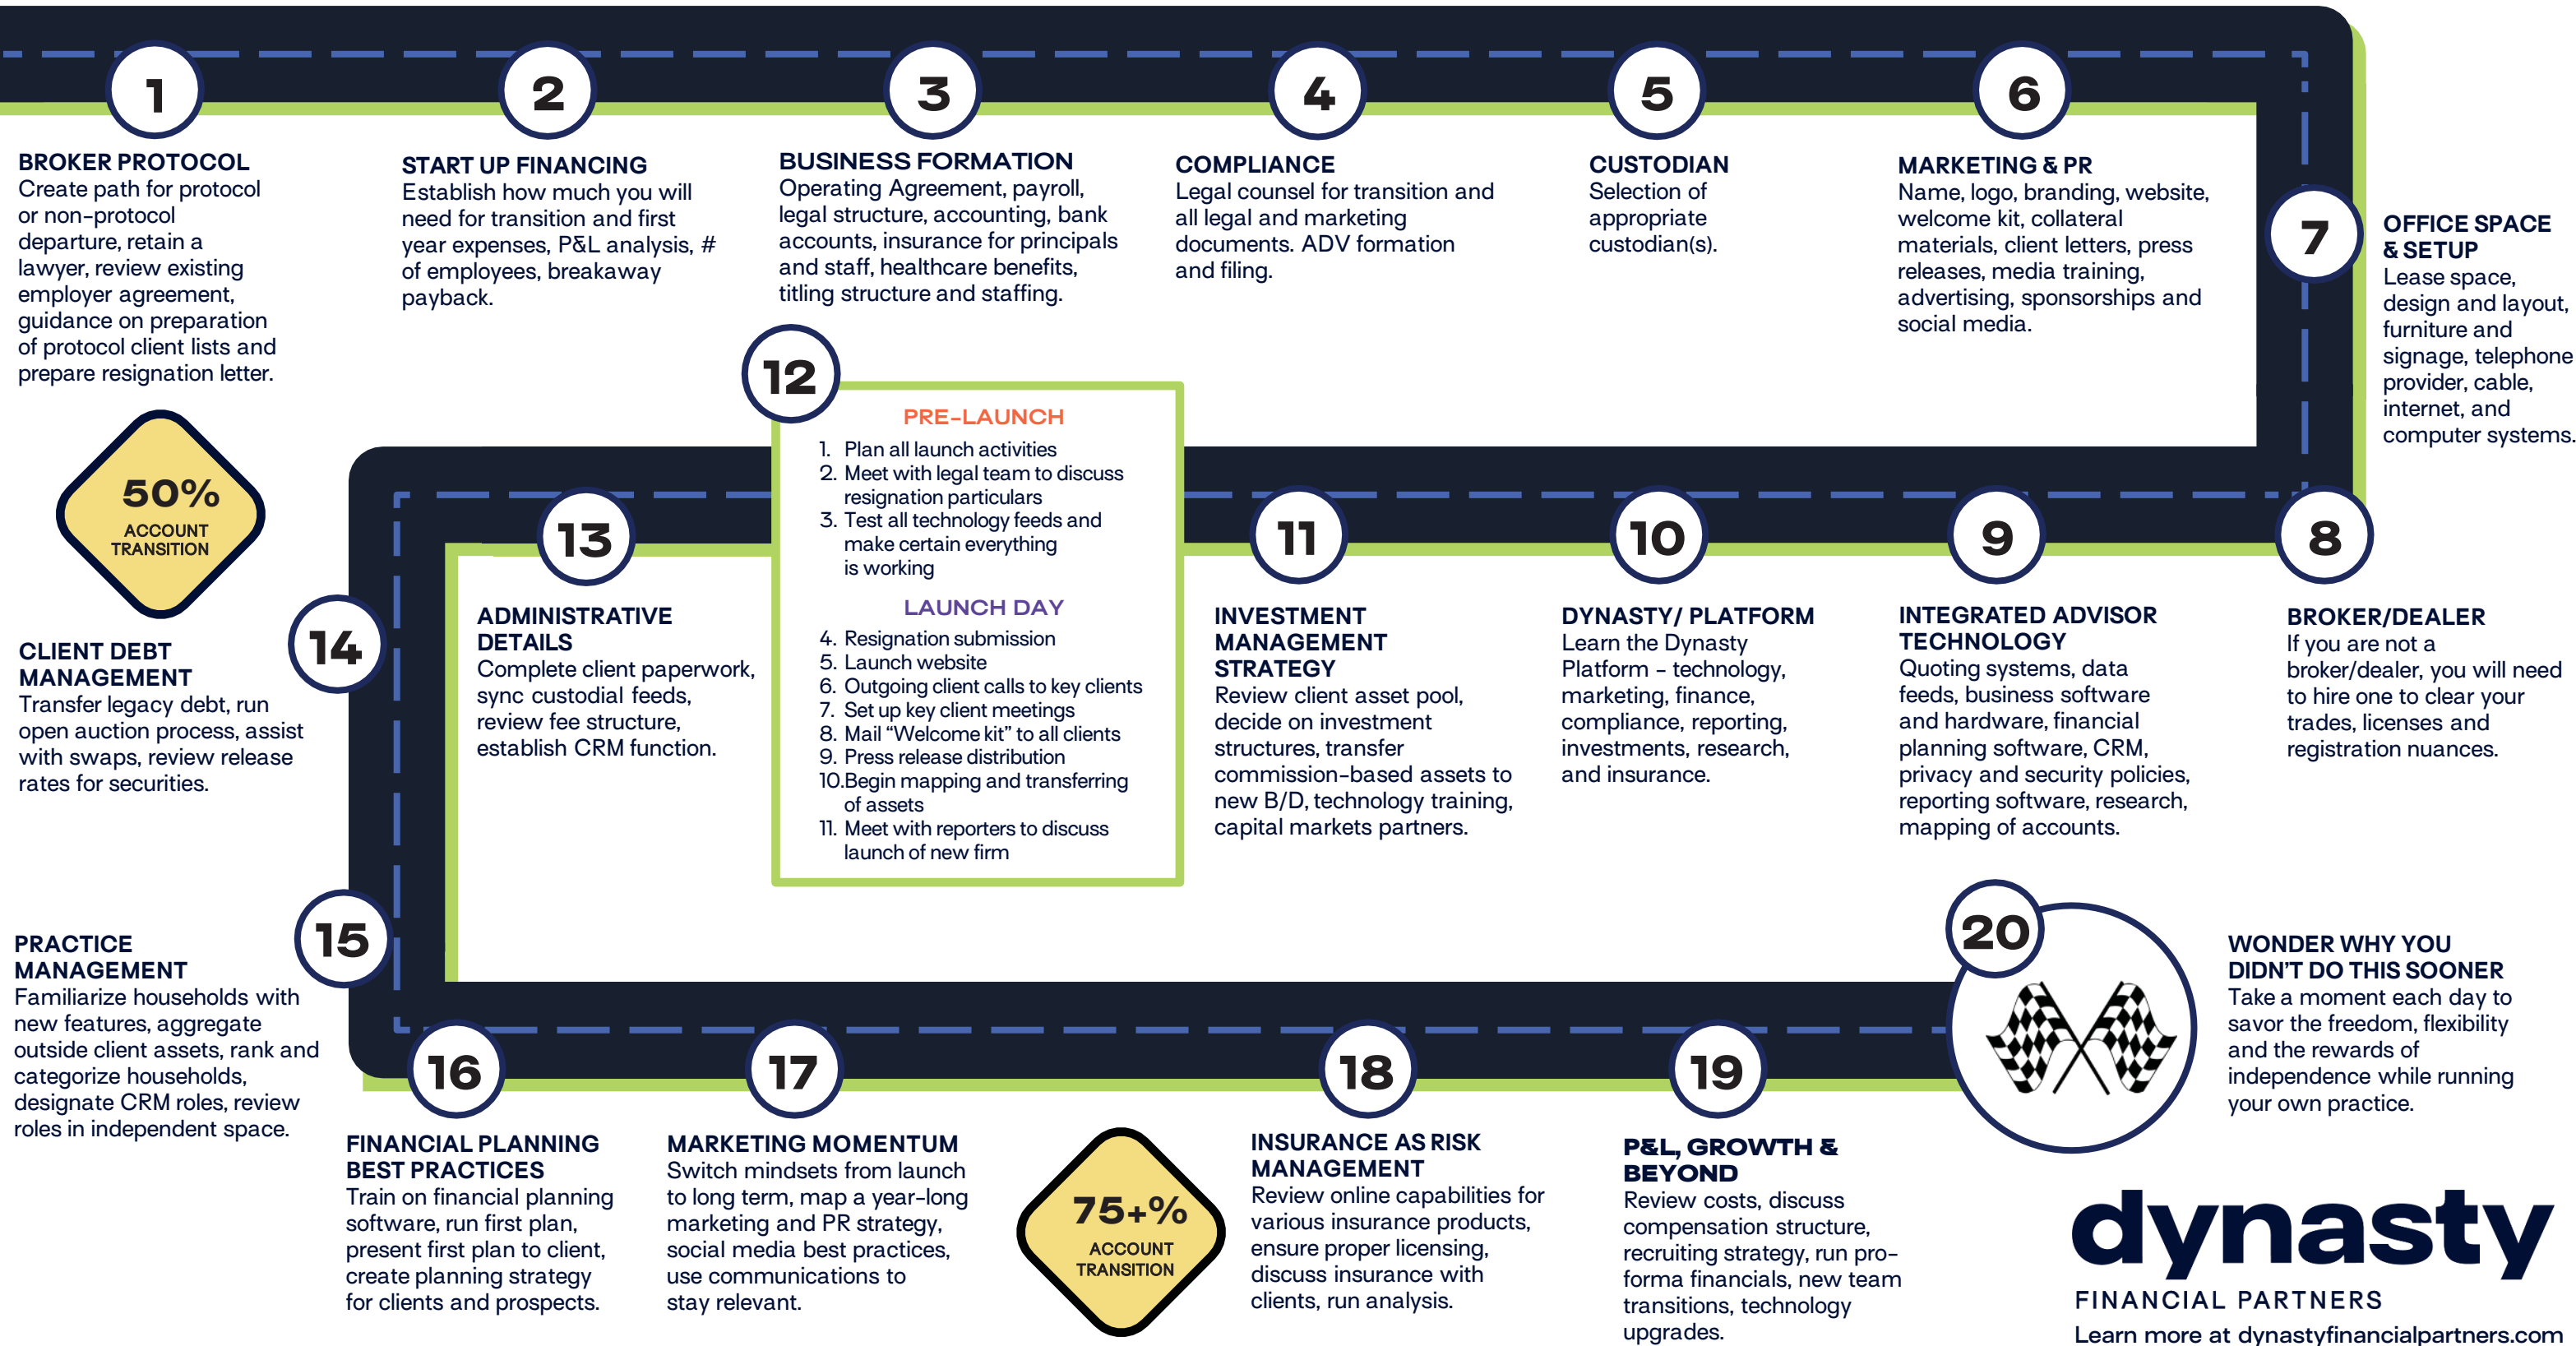 1
BROKER PROTOCOL
Create path for protocol
or non-protocol
departure, retain a
lawyer, review existing
employer agreement,
guidance on preparation
of protocol client lists and
prepare resignation letter.
2
START UP FINANCING
Establish how much you will
need for transition and first
year expenses, P&L analysis, #
of employees, breakaway
payback.
3
BUSINESS FORMATION
Operating Agreement, payroll,
legal structure, accounting, bank
accounts, insurance for principals
and staff, healthcare benefits,
titling structure and staffing.
4
COMPLIANCE
Legal counsel for transition and
all legal and marketing
documents. ADV formation
and filing.
5
CUSTODIAN
Selection of
appropriate
custodian(s).
6
MARKETING & PR
Name, logo, branding, website,
welcome kit, collateral
materials, client letters, press
releases, media training,
advertising, sponsorships and
social media.
7
OFFICE SPACE
& SETUP
Lease space,
design and layout,
furniture and
signage, telephone
provider, cable,
internet, and
computer systems.
8
BROKER/DEALER
If you are not a
broker/dealer, you will need
to hire one to clear your
trades, licenses and
registration nuances.
9
INTEGRATED ADVISOR
TECHNOLOGY
Quoting systems, data
feeds, business software
and hardware, financial
planning software, CRM,
privacy and security policies,
reporting software, research,
mapping of accounts.
10
DYNASTY/ PLATFORM
Learn the Dynasty
Platform - technology,
marketing, finance,
compliance, reporting,
investments, research,
and insurance.
11
INVESTMENT
MANAGEMENT
STRATEGY
Review client asset pool,
decide on investment
structures, transfer
commission-based assets to
new B/D, technology training,
capital markets partners.
12
PRE-LAUNCH
1. Plan all launch activities
2. Meet with legal team to discuss
resignation particulars
3. Test all technology feeds and
make certain everything
is working
LAUNCH DAY
4. Resignation submission
5. Launch website
6. Outgoing client calls to key clients
7. Set up key client meetings
8. Mail “Welcome kit” to all clients
9. Press release distribution
10.Begin mapping and transferring
of assets
11. Meet with reporters to discuss
launch of new firm
13
ADMINISTRATIVE
DETAILS
Complete client paperwork,
sync custodial feeds,
review fee structure,
establish CRM function.
50%
ACCOUNT
TRANSITION
14
CLIENT DEBT
MANAGEMENT
Transfer legacy debt, run
open auction process, assist
with swaps, review release
rates for securities.
15
PRACTICE
MANAGEMENT
Familiarize households with
new features, aggregate
outside client assets, rank and
categorize households,
designate CRM roles, review
roles in independent space.
16
FINANCIAL PLANNING
BEST PRACTICES
Train on financial planning
software, run first plan,
present first plan to client,
create planning strategy
for clients and prospects.
17
MARKETING MOMENTUM
Switch mindsets from launch
to long term, map a year-long
marketing and PR strategy,
social media best practices,
use communications to
stay relevant.
75+%
ACCOUNT
TRANSITION
18
INSURANCE AS RISK
MANAGEMENT
Review online capabilities for
various insurance products,
ensure proper licensing,
discuss insurance with
clients, run analysis.
19
P&L, GROWTH &
BEYOND
Review costs, discuss
compensation structure,
recruiting strategy, run pro-
forma financials, new team
transitions, technology
upgrades.
20
WONDER WHY YOU
DIDN'T DO THIS SOONER
Take a moment each day to
savor the freedom, flexibility
and the rewards of
independence while running
your own practice.
dynasty
FINANCIAL PARTNERS
Learn more at dynastyfinancialpartners.com